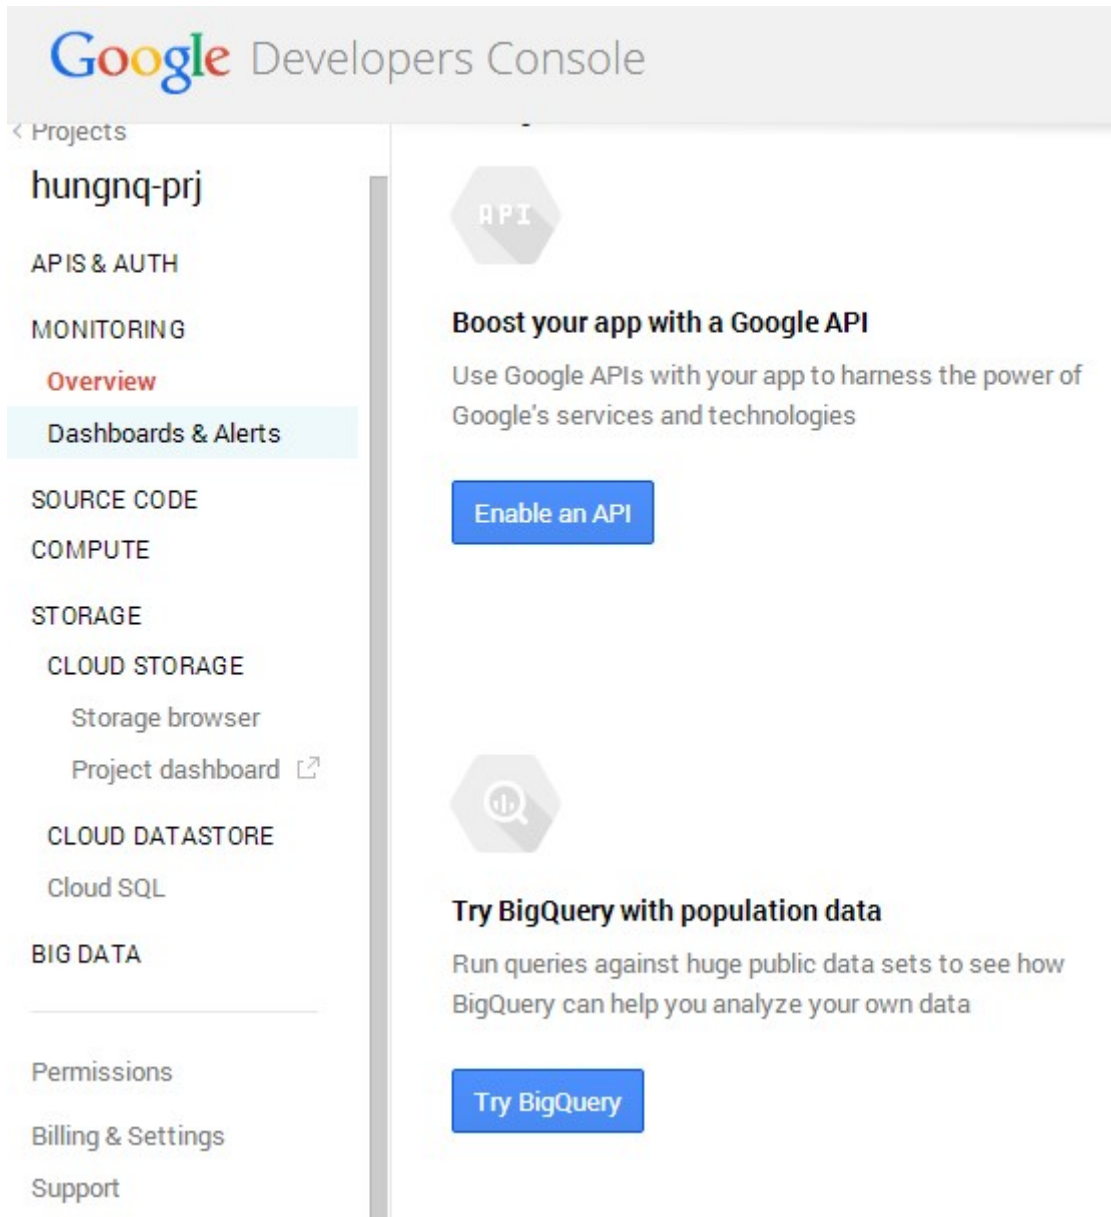 Google Developers Console
< Projects
hungnq-prj
APIS & AUTH
MONITORING
Overview
Dashboards & Alerts
SOURCE CODE
COMPUTE
STORAGE
CLOUD STORAGE
Storage browser
Project dashboard
CLOUD DATASTORE
Cloud SQL
BIG DATA
Permissions
Billing & Settings
Support
API
Boost your app with a Google API
Use Google APIs with your app to harness the power of
Google's services and technologies
Enable an API
Try BigQuery with population data
Run queries against huge public data sets to see how
BigQuery can help you analyze your own data
Try BigQuery